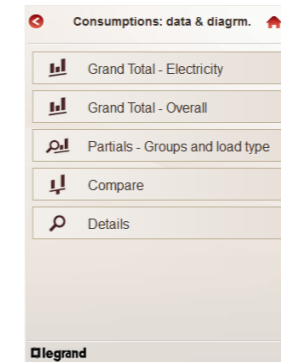 Consumptions: data & diagrm.
Grand Total - Electricity
Grand Total - Overall
Partials - Groups and load type
Compare
Details
legrand